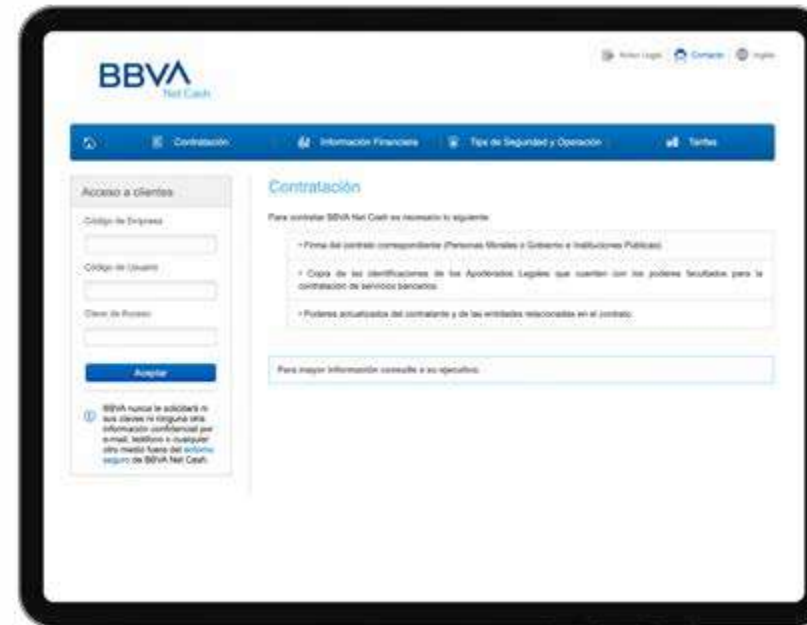 BBVA
Net Cash
Aviso Legal
Contacto
Inglés
Contratación
Información Financiera
Tips de Seguridad y Operación
Tarifas
Acceso a clientes
Código de Empresa
Código de Usuario
Clave de Acceso
Aceptar
BBVA nunca le solicitará ni
sus claves ni ninguna otra
información confidencial por
e-mail, teléfono o cualquier
otro medio fuera del entorno
seguro de BBVA Net Cash.
Contratación
Para contratar BBVA Net Cash es necesario lo siguiente:
• Firma del contrato correspondiente (Personas Morales o Gobierno e Instituciones Públicas).
• Copia de las identificaciones de los Apoderados Legales que cuenten con los poderes facultados para la
contratación de servicios bancarios.
• Poderes actualizados del contratante y de las entidades relacionadas en el contrato.
Para mayor información consulte a su ejecutivo.